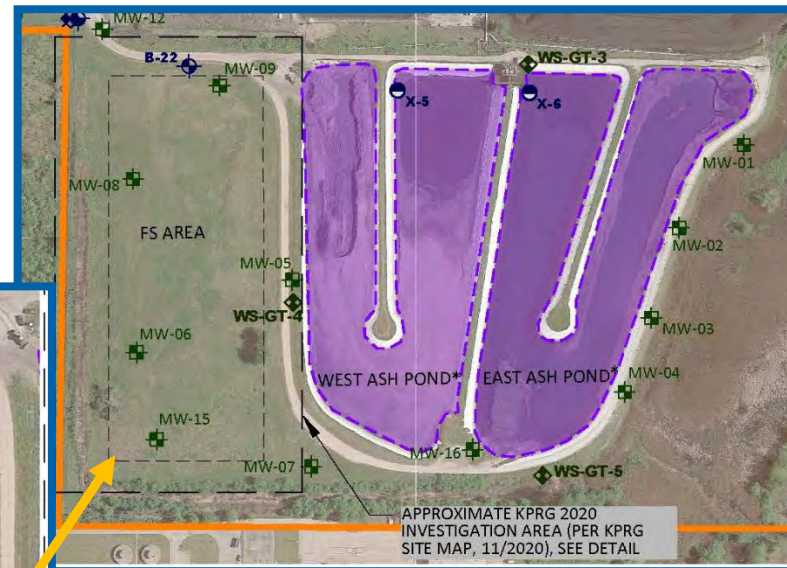 MW-12
B-22
MW-09
WS-GT-3
X-5
X-6
MW-01
MW-08
MW-02
FS AREA
MW-05
WS-GT-4
MW-03
MW-06
WEST ASH POND*
EAST ASH POND*
MW-04
MW-15
MW-16
MW-07
WS-GT-5
APPROXIMATE KPRG 2020
INVESTIGATION AREA (PER KPRG
SITE MAP, 11/2020), SEE DETAIL